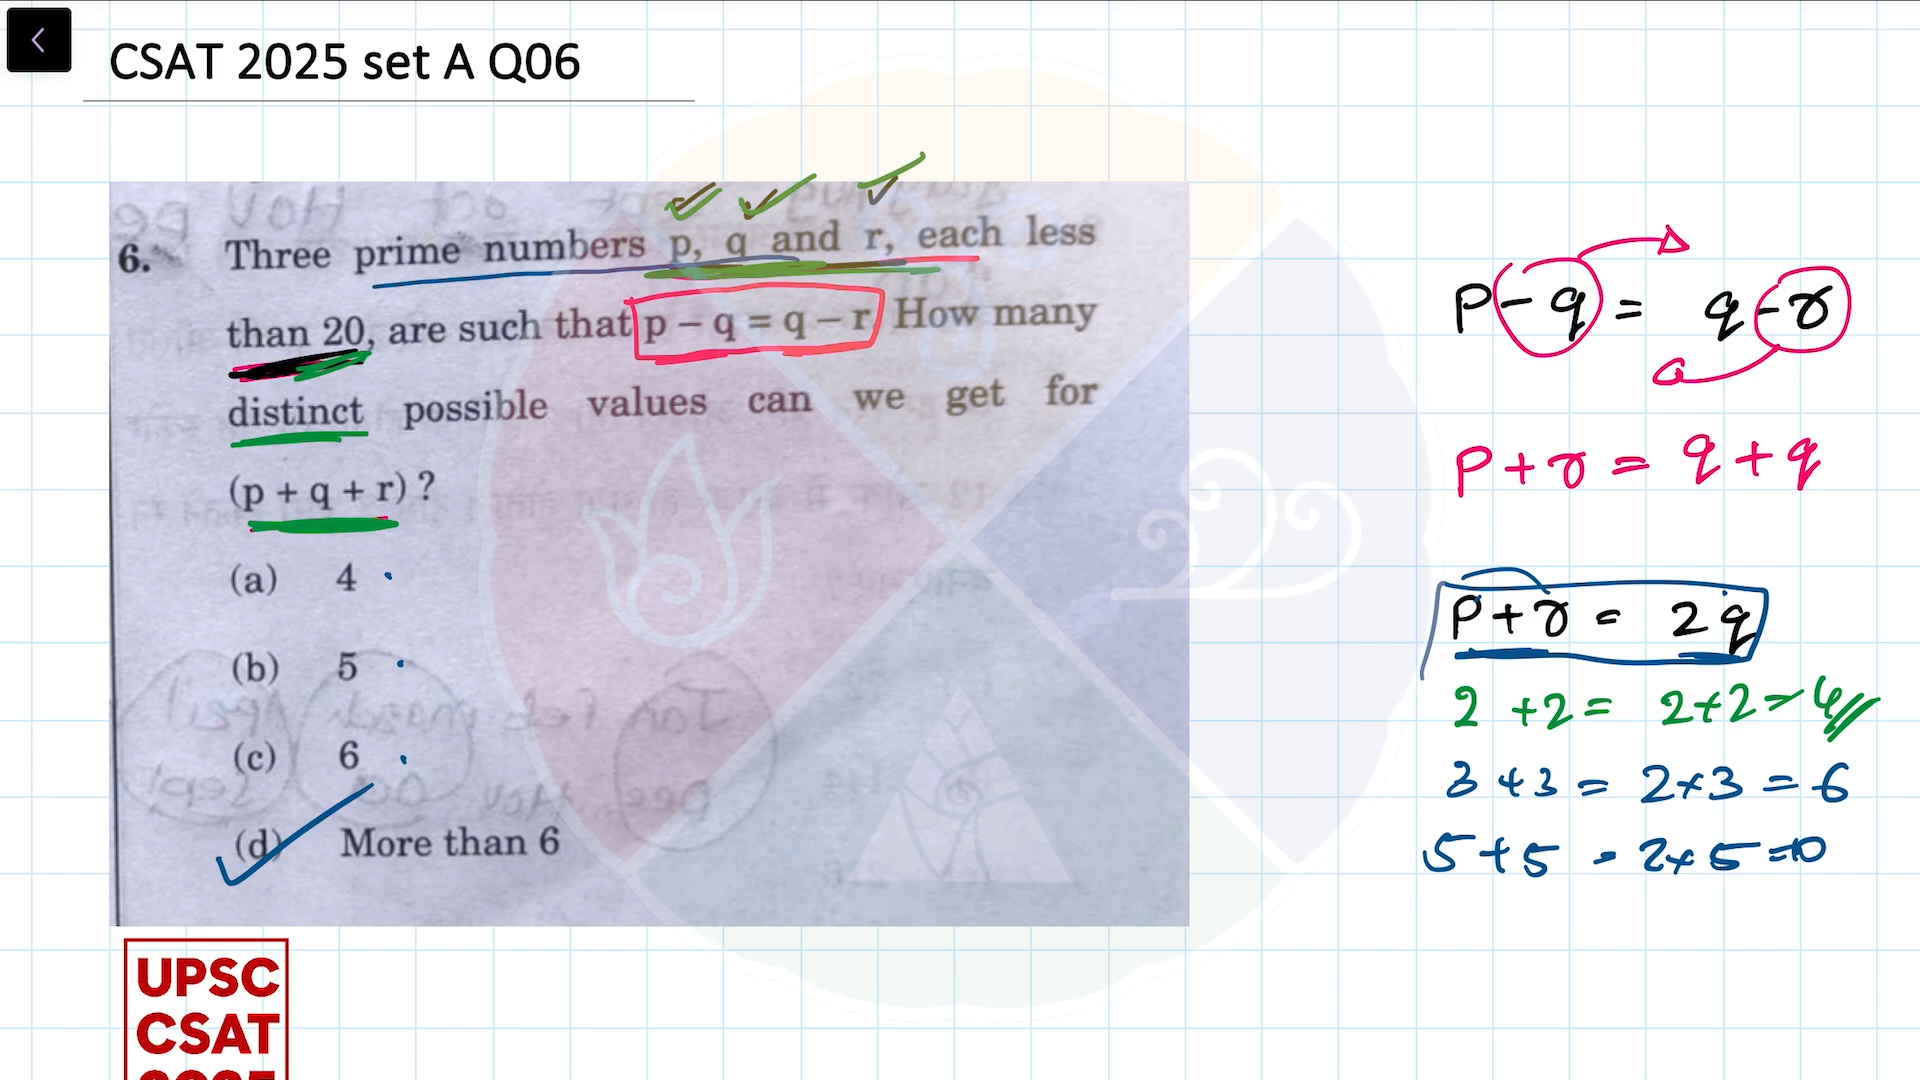 CSAT 2025 set A Q06
6. Three prime numbers p, q and r, each less
than 20, are such that p – q = q – r. How many
distinct possible values can we get for
(p + q + r) ?
(a) 4
(b) 5
(c) 6
(d) More than 6
p - q = q - r
p + r = q + q
p + r = 2q
2 + 2 = 2+2 = 4
3 + 3 = 2×3 = 6
5 + 5 = 2×5 = 10
UPSC
CSAT